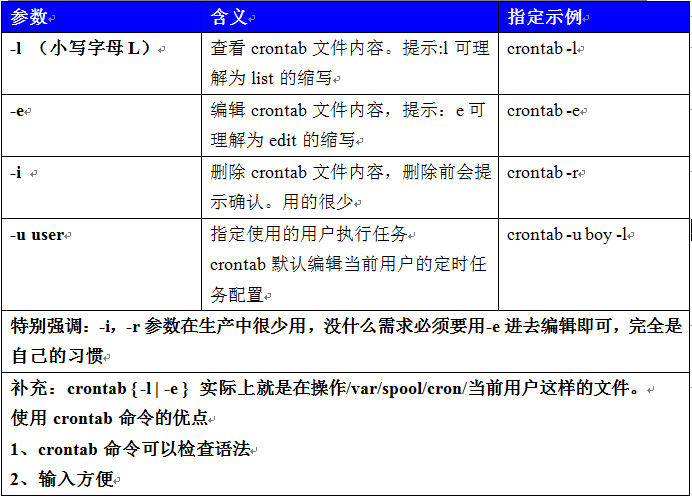 参数 含义 指定示例
-l （小写字母 L） 查看 crontab 文件内容。提示:l 可理 crontab -l
解为 list 的缩写
-e 编辑 crontab 文件内容，提示：e 可 crontab -e
理解为 edit 的缩写
-i 删除 crontab 文件内容，删除前会提 crontab -r
示确认。用的很少
-u user 指定使用的用户执行任务 crontab -u boy -l
crontab 默认编辑当前用户的定时任
务配置
特别强调：-i，-r 参数在生产中很少用，没什么需求必须要用-e 进去编辑即可，完全是
自己的习惯
补充：crontab { -l | -e } 实际上就是在操作/var/spool/cron/当前用户这样的文件。
使用 crontab 命令的优点
1、crontab 命令可以检查语法
2、输入方便